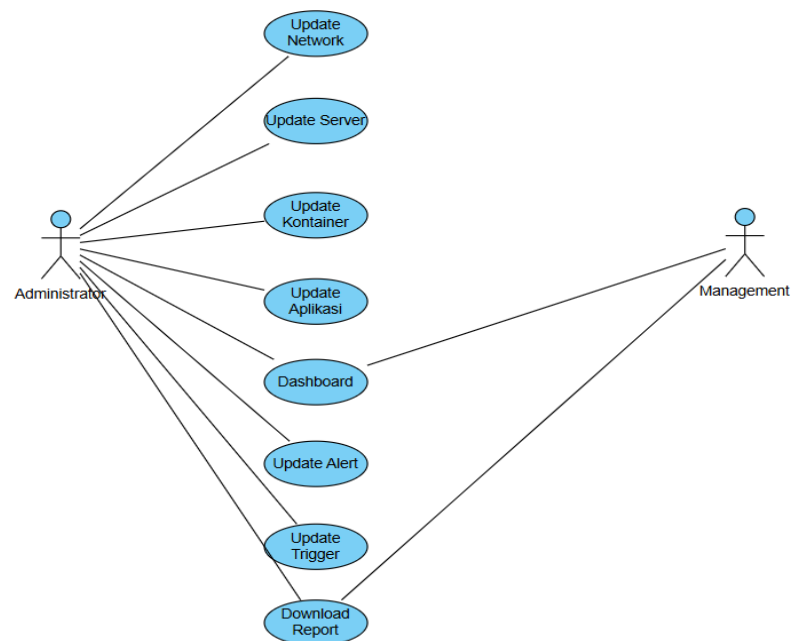 Update
Network
Update Server
Update
Kontainer
Administrator
Management
Update
Aplikasi
Dashboard
Update Alert
Update
Trigger
Download
Report